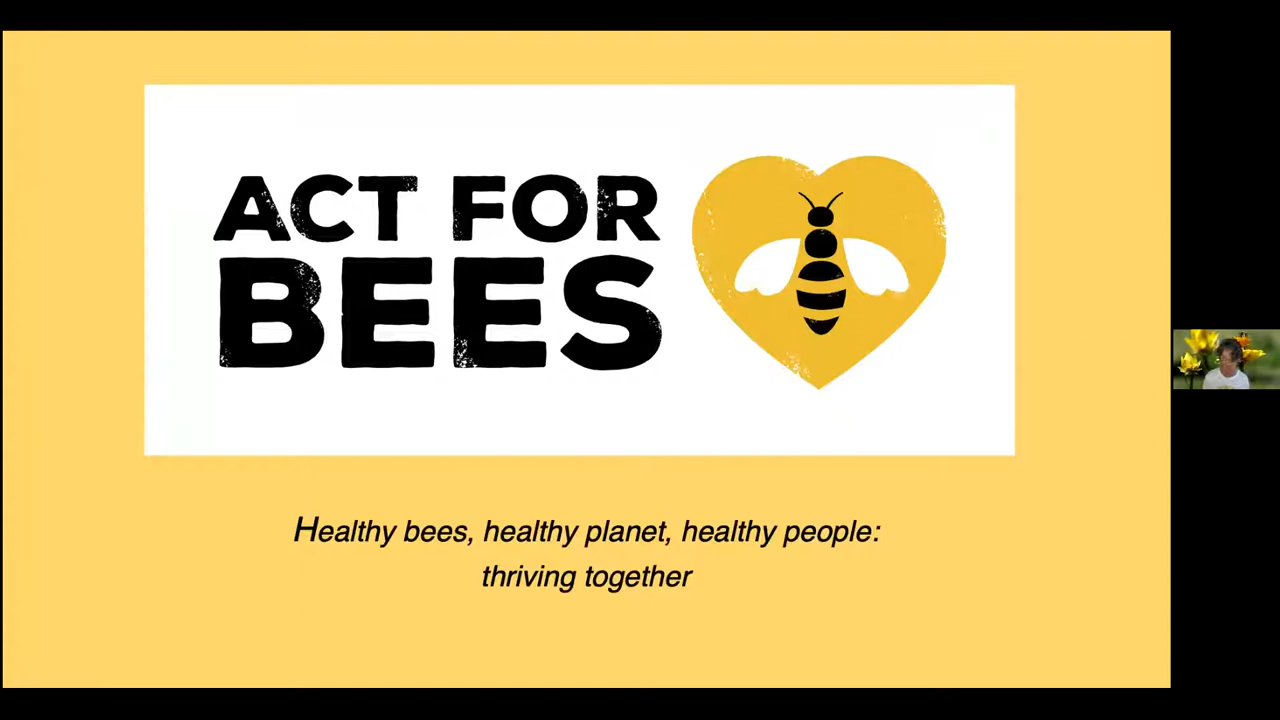 ACT FOR
BEES
Healthy bees, healthy planet, healthy people:
thriving together